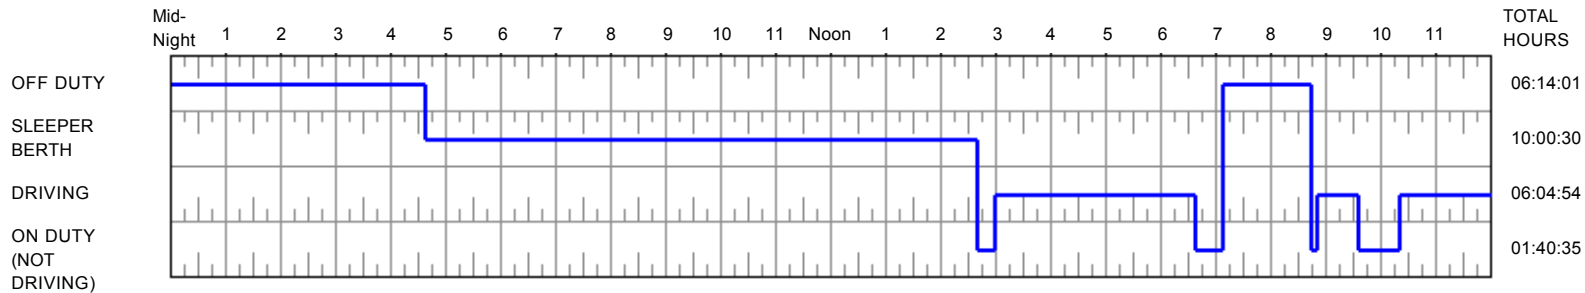 Mid-
Night 1 2 3 4 5 6 7 8 9 10 11 Noon 1 2 3 4 5 6 7 8 9 10 11
TOTAL
HOURS
OFF DUTY 06:14:01
SLEEPER
BERTH 10:00:30
DRIVING 06:04:54
ON DUTY
(NOT
DRIVING) 01:40:35